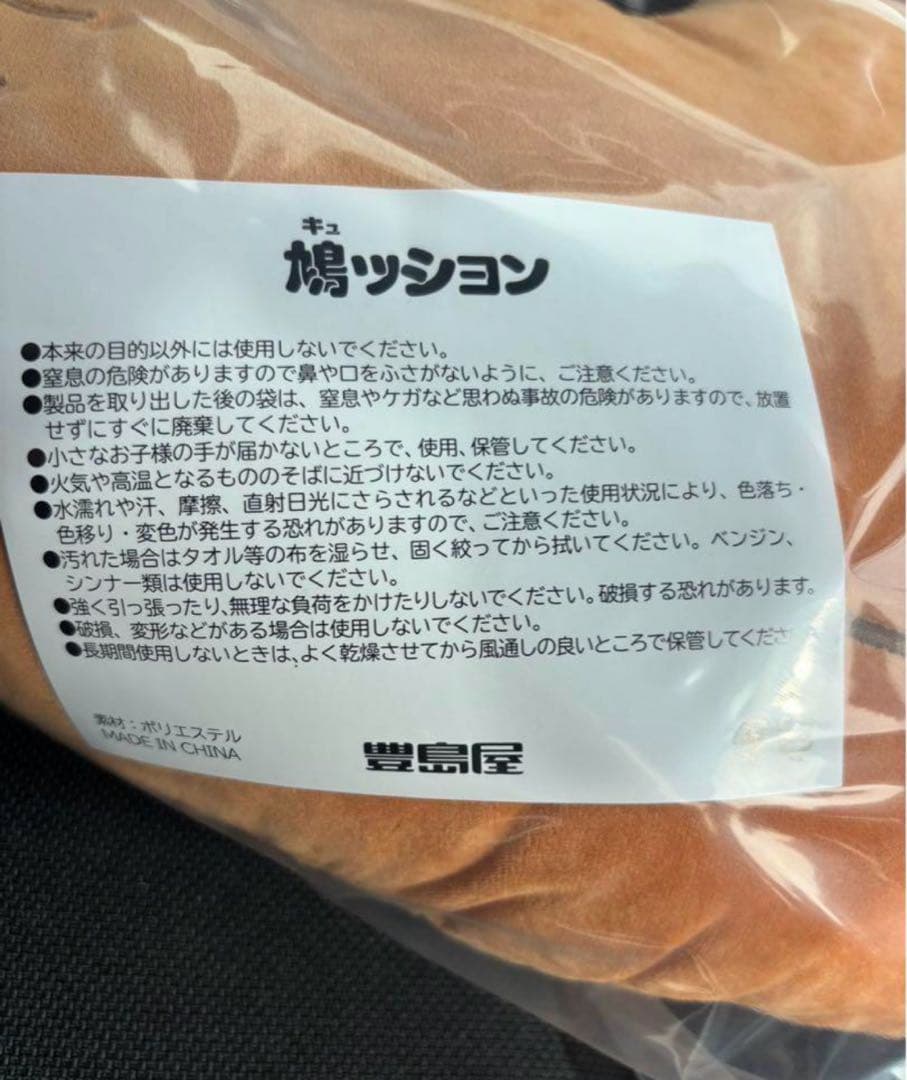 キュ
鳩ッション
●本来の目的以外には使用しないでください。
●窒息の危険がありますので鼻や口をふさがないように、ご注意ください。
●製品を取り出した後の袋は、窒息やケガなど思わぬ事故の危険がありますので、放置
せずにすぐに廃棄してください。
●小さなお子様の手が届かないところで、使用、保管してください。
●火気や高温となるもののそばに近づけないでください。
●水濡れや汗、摩擦、直射日光にさらされるなどといった使用状況により、色落ち・
色移り・変色が発生する恐れがありますので、ご注意ください。
●汚れた場合はタオル等の布を湿らせ、固く絞ってから拭いてください。ベンジン、
シンナー類は使用しないでください。
●強く引っ張ったり、無理な負荷をかけたりしないでください。破損する恐れがあります。
●破損、変形などがある場合は使用しないでください。
●長期間使用しないときは、よく乾燥させてから風通しの良いところで保管してくださ
素材：ポリエステル
MADE IN CHINA
豊島屋